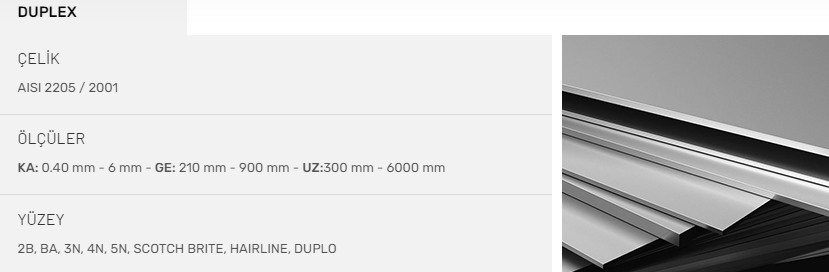 DUPLEX
ÇELİK
AISI 2205 / 2001
ÖLÇÜLER
KA: 0.40 mm - 6 mm - GE: 210 mm - 900 mm - UZ:300 mm - 6000 mm
YÜZEY
2B, BA, 3N, 4N, 5N, SCOTCH BRITE, HAIRLINE, DUPLO